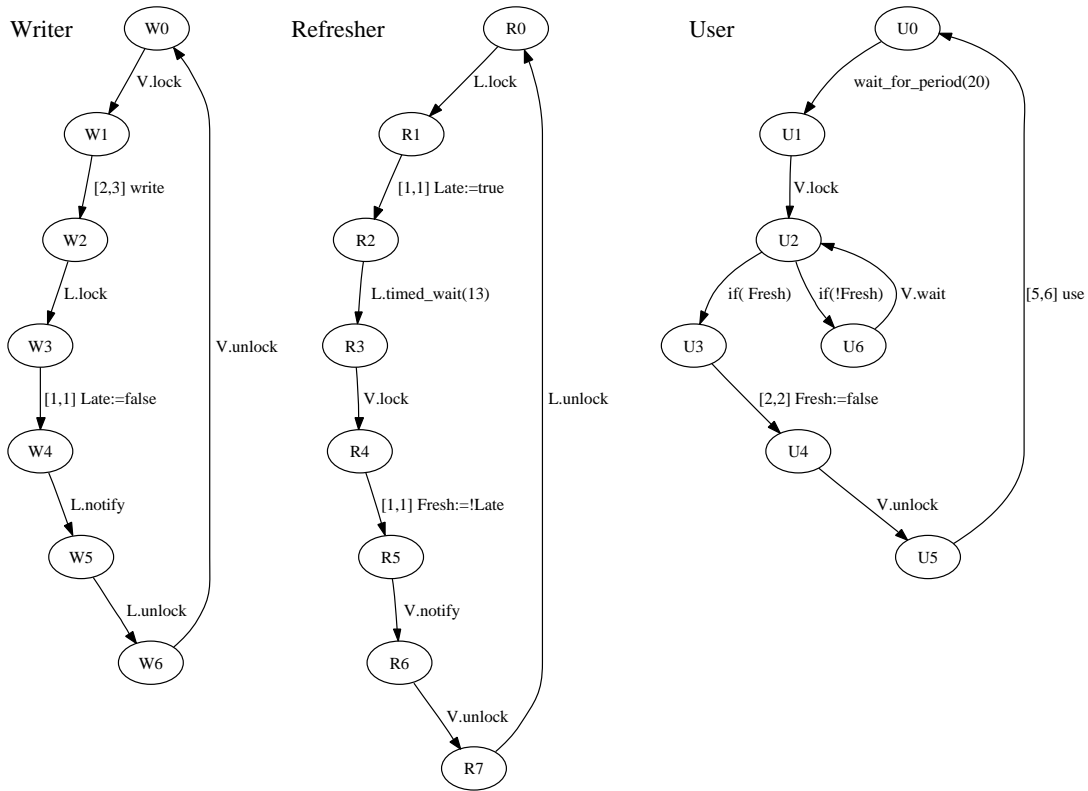 Writer
W0
V.lock
W1
[2,3] write
W2
L.lock
W3
V.unlock
[1,1] Late:=false
W4
L.notify
W5
L.unlock
W6
Refresher
R0
L.lock
R1
[1,1] Late:=true
R2
L.timed_wait(13)
R3
V.lock
L.unlock
R4
[1,1] Fresh:=!Late
R5
V.notify
R6
V.unlock
R7
User
U0
wait_for_period(20)
U1
V.lock
U2
if( Fresh)
if(!Fresh)
V.wait
[5,6] use
U3
U6
[2,2] Fresh:=false
U4
V.unlock
U5